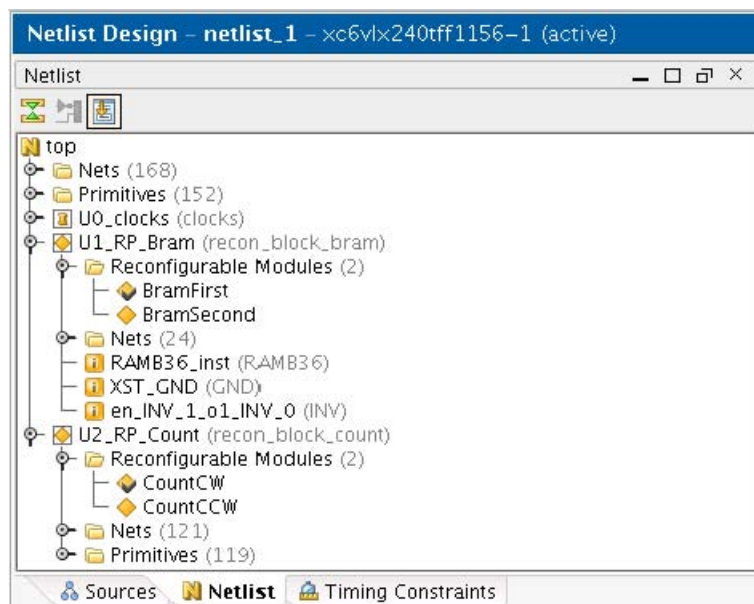 Netlist Design – netlist_1 – xc6vlx240tff1156-1 (active)
Netlist
top
Nets (168)
Primitives (152)
U0_clocks (clocks)
U1_RP_Bram (recon_block_bram)
Reconfigurable Modules (2)
BramFirst
BramSecond
Nets (24)
RAMB36_inst (RAMB36)
XST_GND (GND)
en_INV_1_o1_INV_0 (INV)
U2_RP_Count (recon_block_count)
Reconfigurable Modules (2)
CountCW
CountCCW
Nets (121)
Primitives (119)
Sources Netlist Timing Constraints